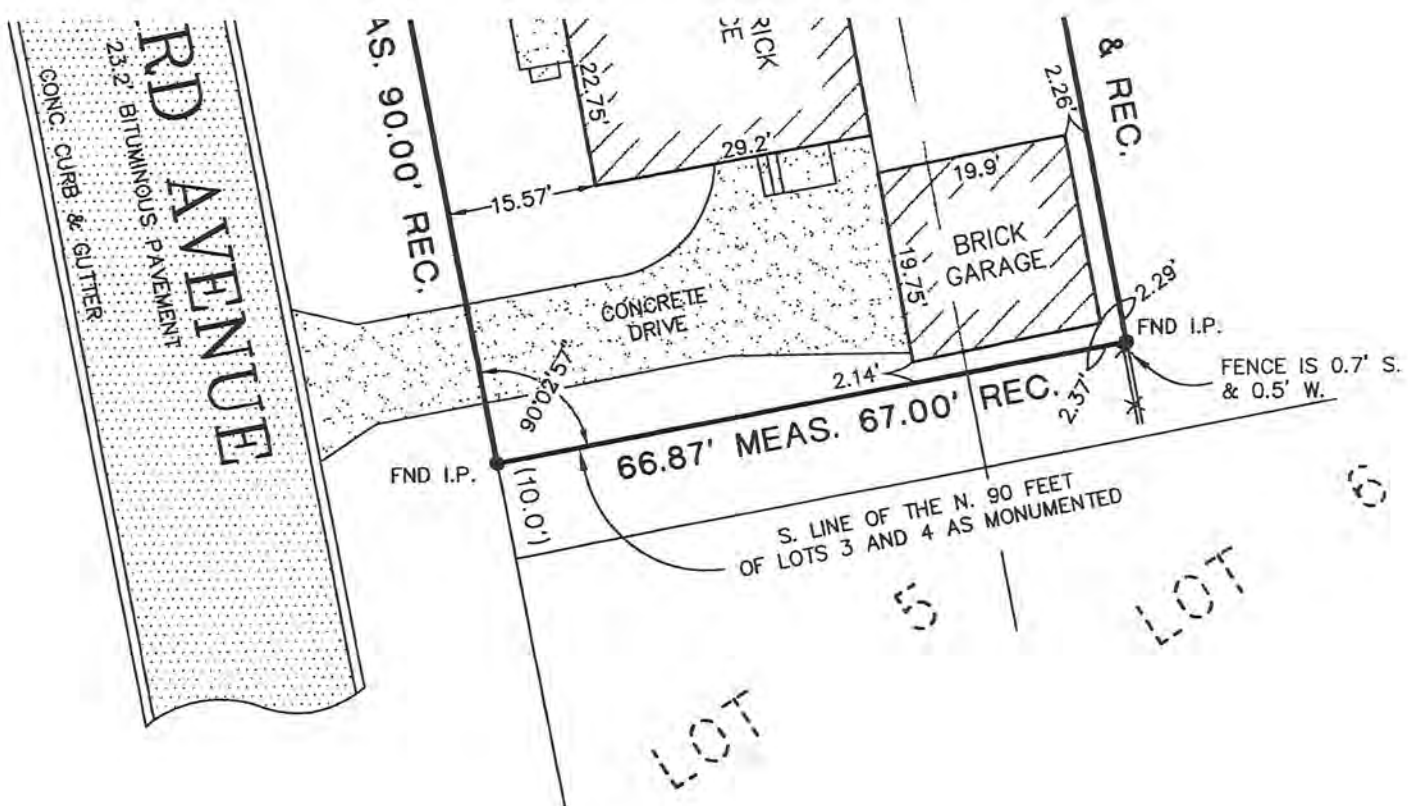 RD AVENUE
23.2' BITUMINOUS PAVEMENT
CONC. CURB & GUTTER
AS. 90.00' REC.
22.75'
29.2'
15.57'
& REC.
2.26'
19.9'
BRICK
GARAGE
19.75'
CONCRETE
DRIVE
2.29'
FND I.P.
FENCE IS 0.7' S.
& 0.5' W.
2.14'
2.37'
90°02'57"
66.87' MEAS. 67.00' REC.
FND I.P.
(10.0')
S. LINE OF THE N. 90 FEET
OF LOTS 3 AND 4 AS MONUMENTED
LOT 5
LOT